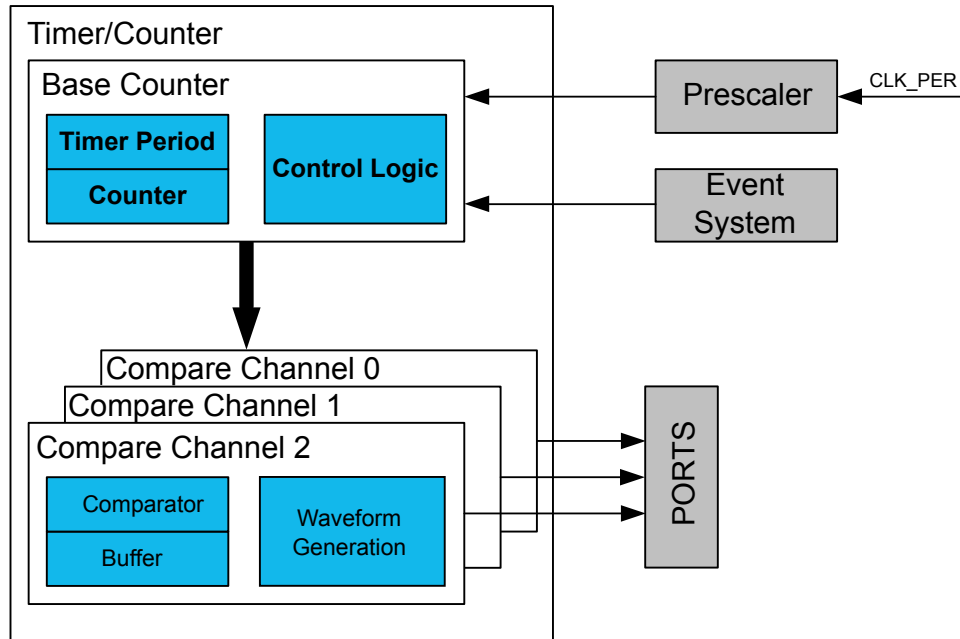 Timer/Counter
Base Counter
Timer Period
Counter
Control Logic
Prescaler
CLK_PER
Event
System
Compare Channel 0
Compare Channel 1
Compare Channel 2
Comparator
Buffer
Waveform
Generation
PORTS